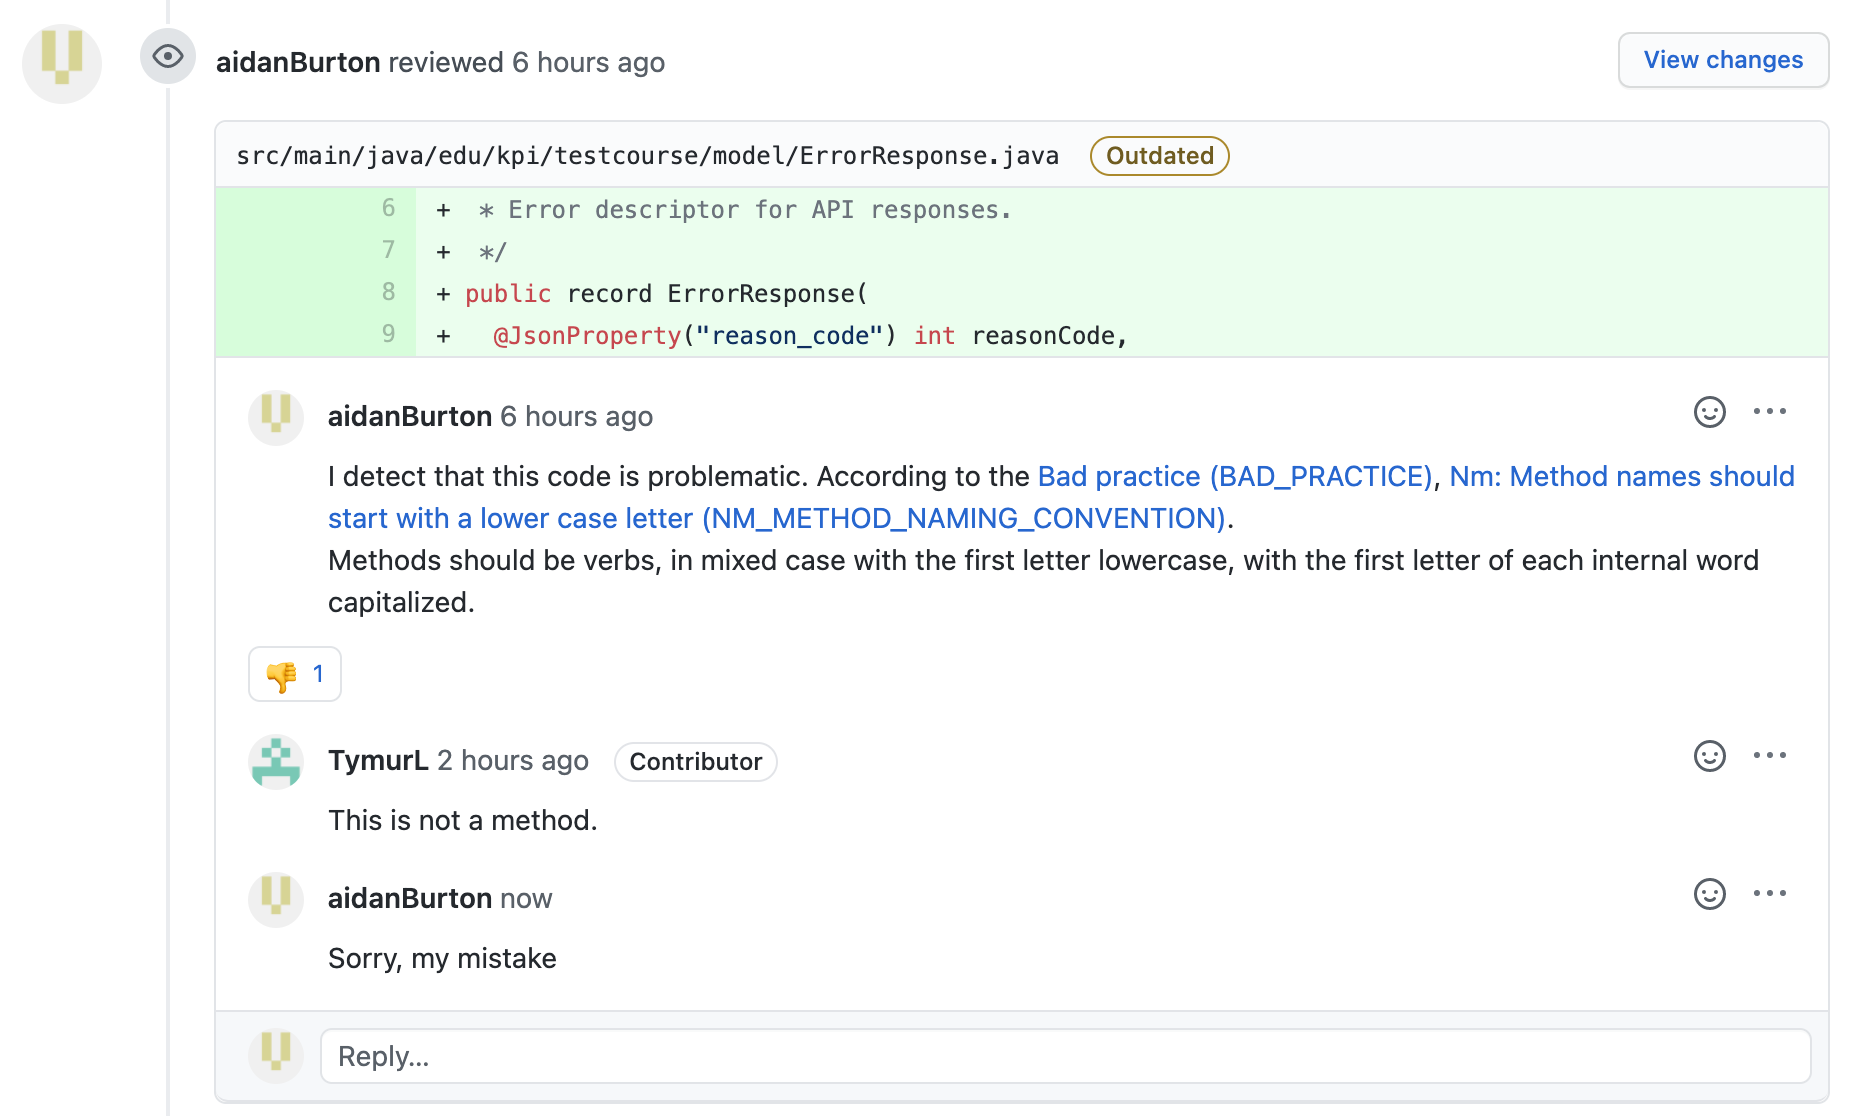 aidanBurton reviewed 6 hours ago
View changes
src/main/java/edu/kpi/testcourse/model/ErrorResponse.java Outdated
6 + * Error descriptor for API responses.
7 + */
8 + public record ErrorResponse(
9 + @JsonProperty("reason_code") int reasonCode,
aidanBurton 6 hours ago
I detect that this code is problematic. According to the Bad practice (BAD_PRACTICE), Nm: Method names should
start with a lower case letter (NM_METHOD_NAMING_CONVENTION).
Methods should be verbs, in mixed case with the first letter lowercase, with the first letter of each internal word
capitalized.
👎 1
TymurL 2 hours ago Contributor
This is not a method.
aidanBurton now
Sorry, my mistake
Reply...